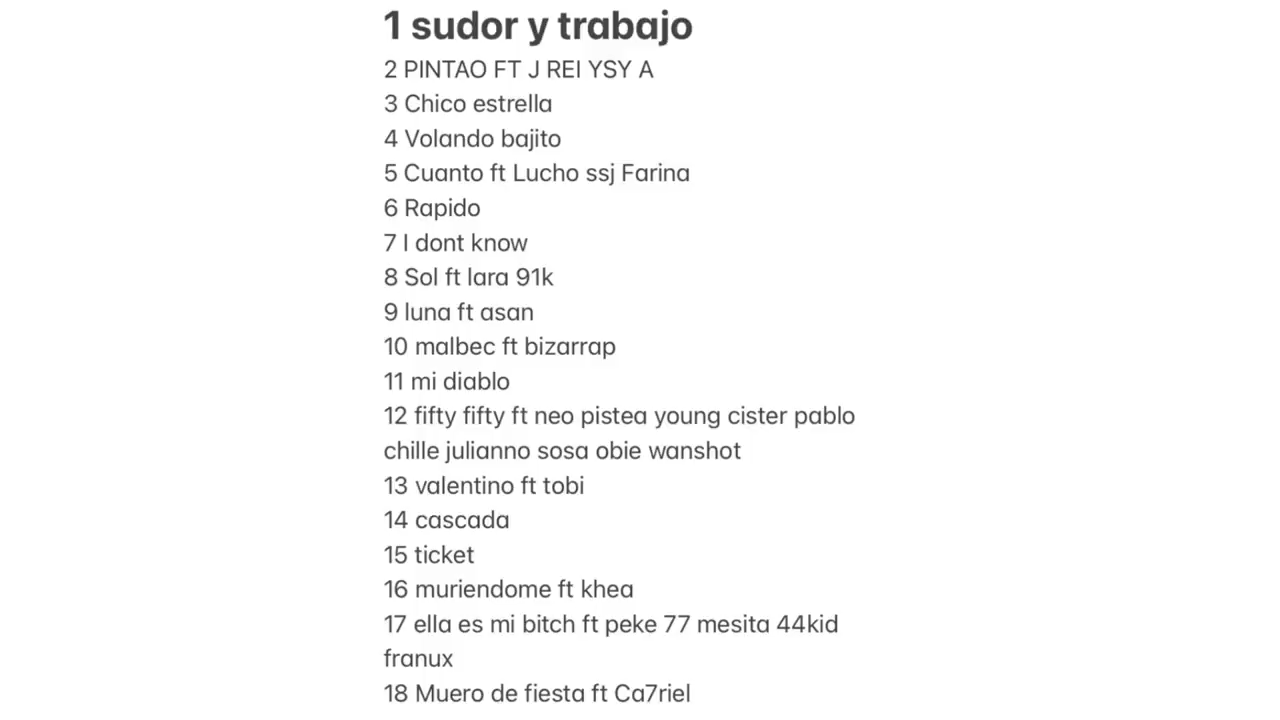 1 sudor y trabajo
2 PINTAO FT J REI YSY A
3 Chico estrella
4 Volando bajito
5 Cuanto ft Lucho ssj Farina
6 Rapido
7 I dont know
8 Sol ft lara 91k
9 luna ft asan
10 malbec ft bizarrap
11 mi diablo
12 fifty fifty ft neo pistea young cister pablo
chille julianno sosa obie wanshot
13 valentino ft tobi
14 cascada
15 ticket
16 muriendome ft khea
17 ella es mi bitch ft peke 77 mesita 44kid
franux
18 Muero de fiesta ft Ca7riel